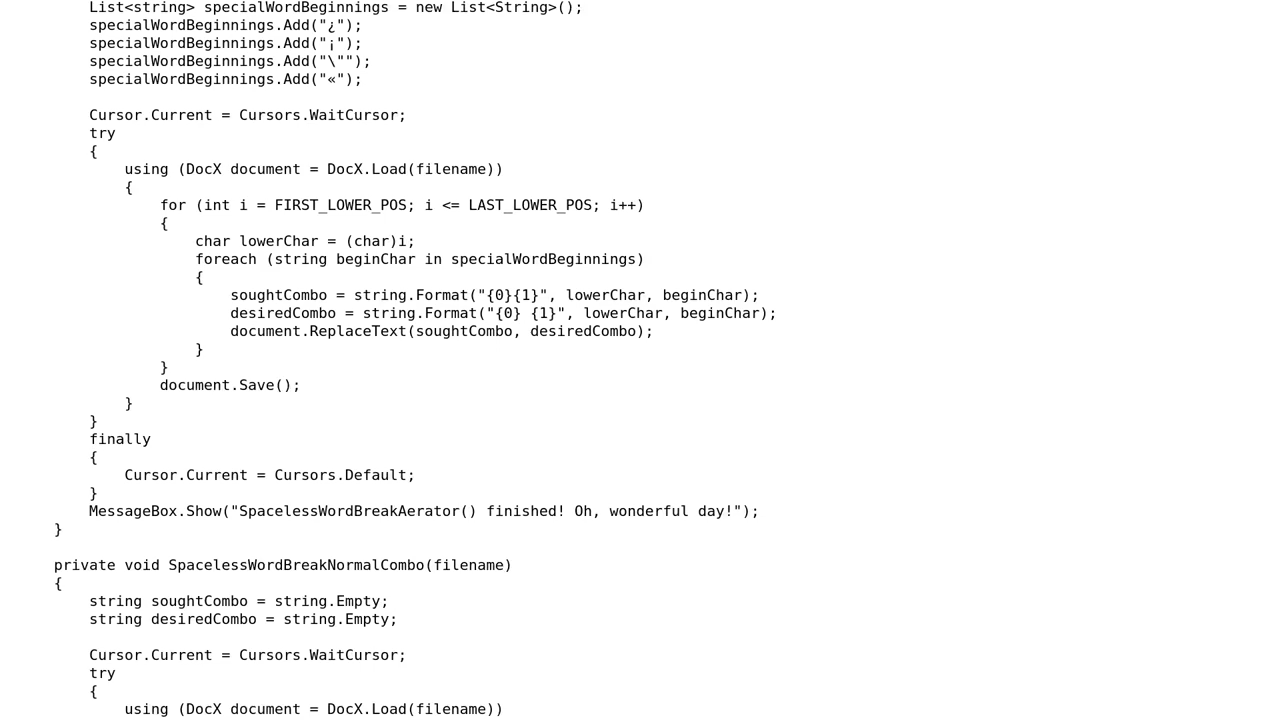 List<string> specialWordBeginnings = new List<String>();
specialWordBeginnings.Add("¿");
specialWordBeginnings.Add("¡");
specialWordBeginnings.Add("\"");
specialWordBeginnings.Add("«");

Cursor.Current = Cursors.WaitCursor;
try
{
using (DocX document = DocX.Load(filename))
{
for (int i = FIRST_LOWER_POS; i <= LAST_LOWER_POS; i++)
{
char lowerChar = (char)i;
foreach (string beginChar in specialWordBeginnings)
{
soughtCombo = string.Format("{0}{1}", lowerChar, beginChar);
desiredCombo = string.Format("{0} {1}", lowerChar, beginChar);
document.ReplaceText(soughtCombo, desiredCombo);
}
}
document.Save();
}
}
finally
{
Cursor.Current = Cursors.Default;
}
MessageBox.Show("SpacelessWordBreakAerator() finished! Oh, wonderful day!");
}

private void SpacelessWordBreakNormalCombo(filename)
{
string soughtCombo = string.Empty;
string desiredCombo = string.Empty;

Cursor.Current = Cursors.WaitCursor;
try
{
using (DocX document = DocX.Load(filename))